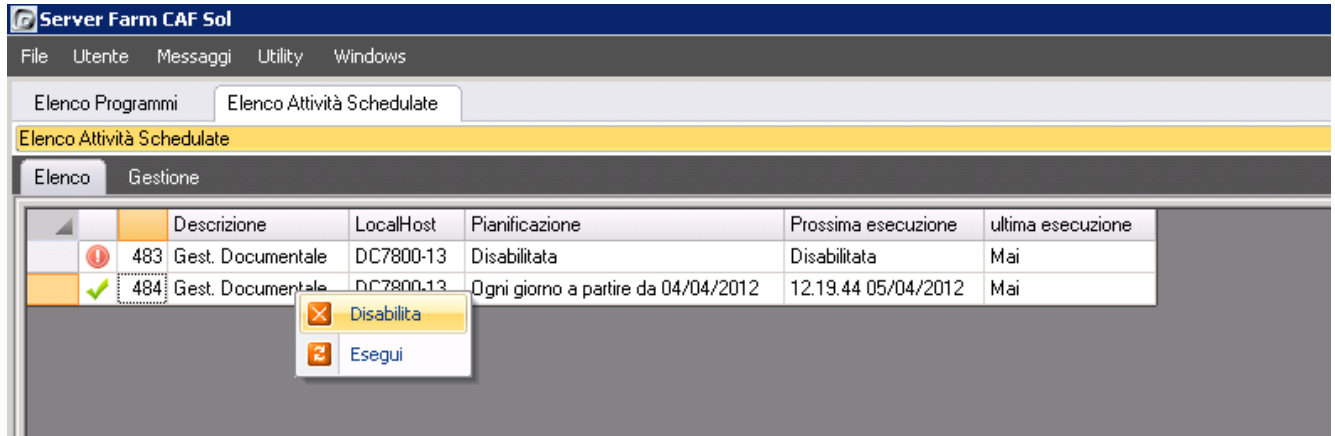 Server Farm CAF Sol
File Utente Messaggi Utility Windows
Elenco Programmi Elenco Attività Schedulate
Elenco Attività Schedulate
Elenco Gestione
Descrizione LocalHost Pianificazione Prossima esecuzione ultima esecuzione
483 Gest. Documentale DC7800-13 Disabilitata Disabilitata Mai
484 Gest. Documentale DC7800-13 Ogni giorno a partire da 04/04/2012 12.19.44 05/04/2012 Mai
Disabilita
Esegui